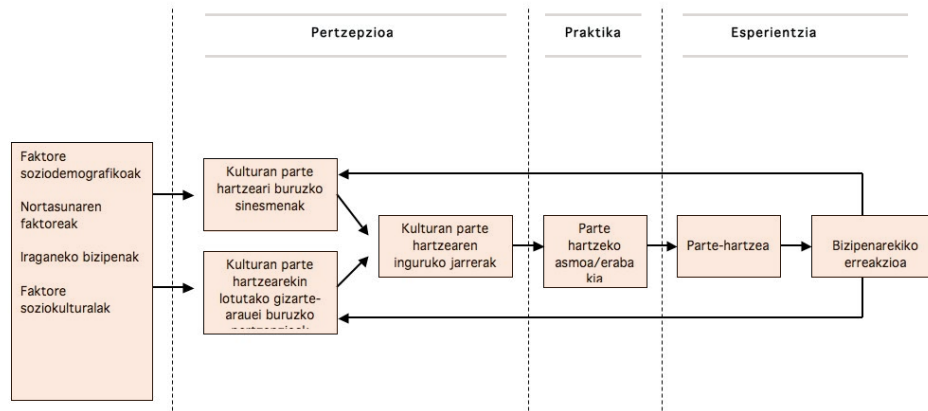 Pertzepzioa
Praktika
Esperientzia
Faktore
soziodemografikoak
Nortasunaren
faktoreak
Iraganeko bizipenak
Faktore
soziokulturalak
Kulturan parte
hartzeari buruzko
sinesmenak
Kulturan parte
hartzearekin
lotutako gizarte-
arauei buruzko
Kulturan parte
hartzearen
inguruko jarrerak
Parte
hartzeko
asmoa/eraba
kia
Parte-hartzea
Bizipenarekiko
erreakzioa